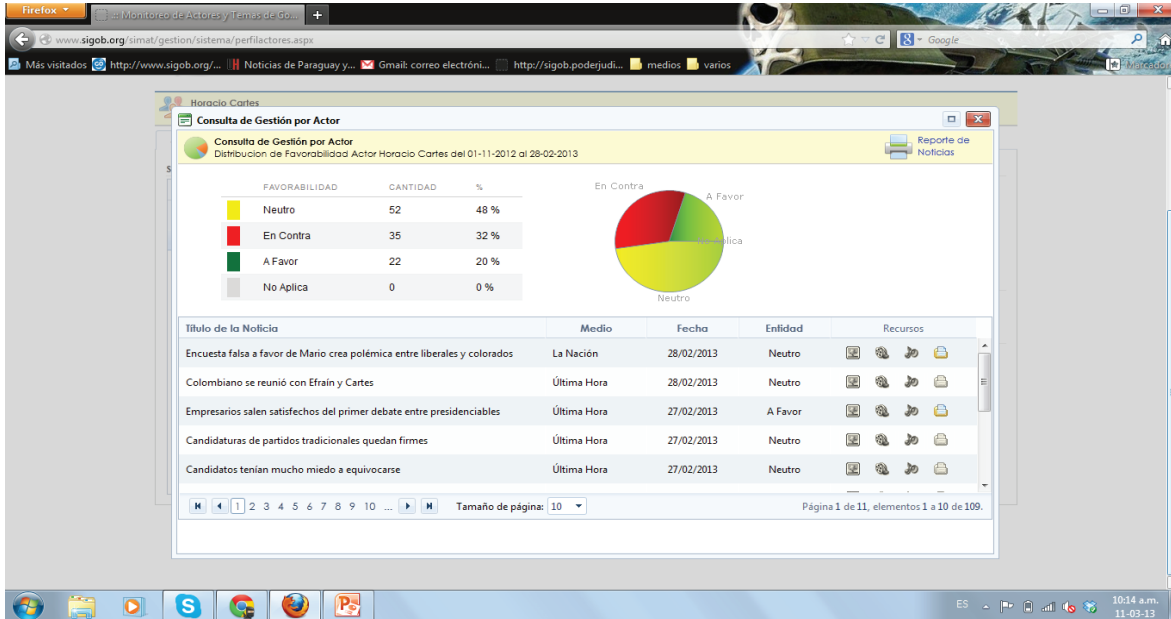 Firefox
.:: Monitoreo de Actores y Temas de Go...
www.sigob.org/simat/gestion/sistema/perfilactores.aspx
Google
Más visitados http://www.sigob.org/... Noticias de Paraguay y... Gmail: correo electróni... http://sigob.poderjudi... medios varios
Marcador
Horacio Cartes
Consulta de Gestión por Actor
Consulta de Gestión por Actor
Distribucion de Favorabilidad Actor Horacio Cartes del 01-11-2012 al 28-02-2013
Reporte de
Noticias
FAVORABILIDAD CANTIDAD %
Neutro 52 48 %
En Contra 35 32 %
A Favor 22 20 %
No Aplica 0 0 %
En Contra
A Favor
No Aplica
Neutro
Título de la Noticia Medio Fecha Entidad Recursos
Encuesta falsa a favor de Mario crea polémica entre liberales y colorados La Nación 28/02/2013 Neutro
Colombiano se reunió con Efraín y Cartes Última Hora 28/02/2013 Neutro
Empresarios salen satisfechos del primer debate entre presidenciables Última Hora 27/02/2013 A Favor
Candidaturas de partidos tradicionales quedan firmes Última Hora 27/02/2013 Neutro
Candidatos tenían mucho miedo a equivocarse Última Hora 27/02/2013 Neutro
1 2 3 4 5 6 7 8 9 10 ... Tamaño de página: 10 Página 1 de 11, elementos 1 a 10 de 109.
ES
10:14 a.m.
11-03-13